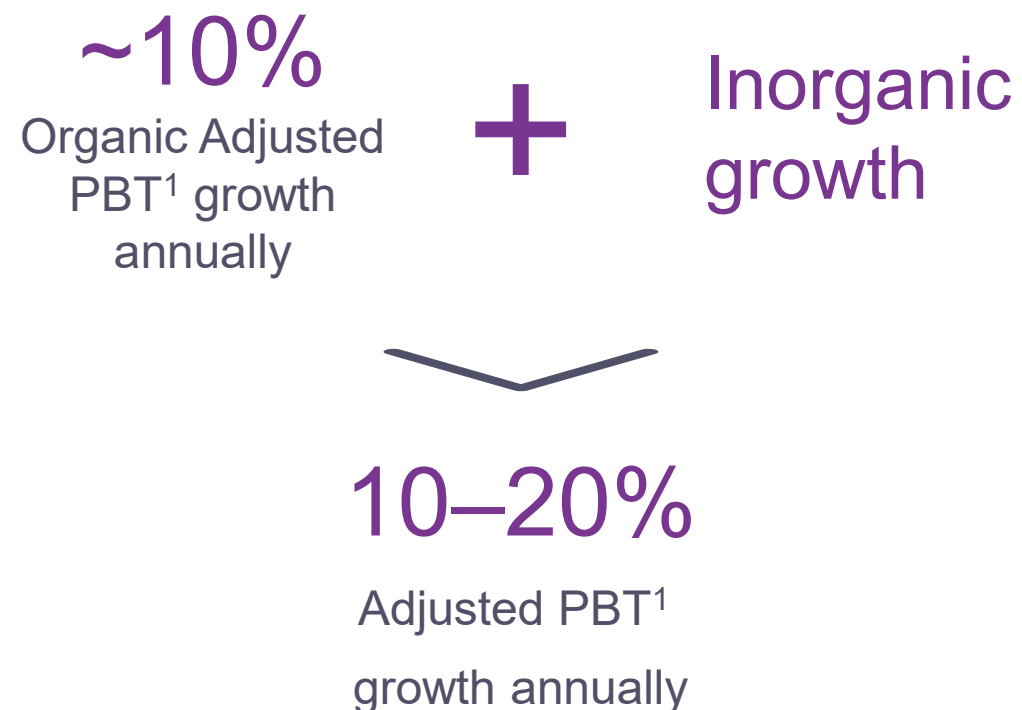 ~10%
Organic Adjusted
PBT¹ growth
annually
+
Inorganic
growth
10–20%
Adjusted PBT¹
growth annually